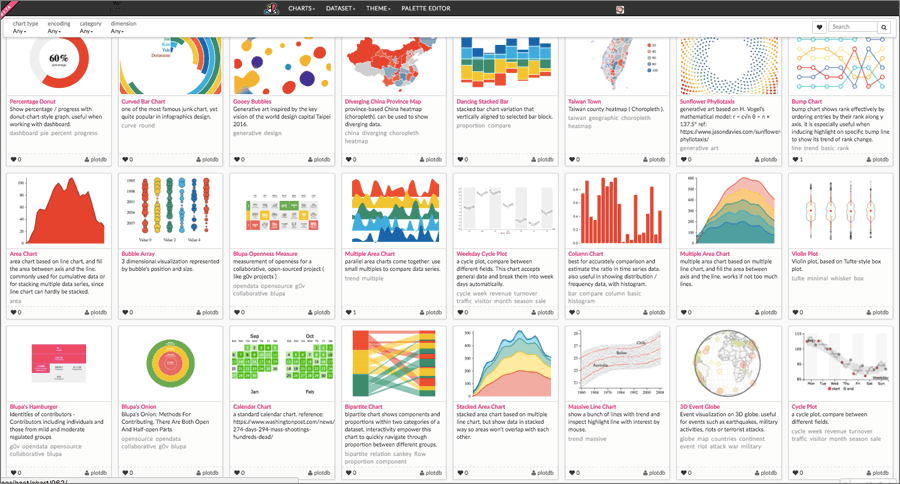 CHARTS DATASET THEME PALETTE EDITOR
chart type encoding category dimension
Any Any Any Any
Search
60%
Percentage Donut
Show percentage / progress with
donut-chart-style graph. useful when
working with dashboard.
dashboard pie percent progress
0 plotdb
Curved Bar Chart
one of the most famous junk chart, yet
quite popular in infographics design.
curve round
0 plotdb
Gooey Bubbles
Generative art inspired by the key
vision of the world design capital Taipei
2016.
generative design
0 plotdb
Diverging China Province Map
province-based China heatmap
(choropleth). can be used to show
diverging data.
china diverging choropleth
heatmap
0 plotdb
Dancing Stacked Bar
stacked bar chart variation that
vertically aligned to selected bar block.
proportion compare
0 plotdb
Taiwan Town
Taiwan county heatmap ( Choropleth ).
taiwan geographic choropleth
heatmap
0 plotdb
Sunflower Phyllotaxis
generative art based on H. Vogel's
mathematical model: r = c√n θ = n ×
137.5° ref:
https://www.jasondavies.com/sunflower-
phyllotaxis/
generative art
0 plotdb
Bump Chart
bump chart shows rank effectively by
ordering entries by their rank along y
axis. it is especially useful when
inducing highlight on specific bump line
to show its trend of rank change.
line trend basic rank
1 plotdb
Area Chart
area chart based on line chart, and fill
the area between axis and the line.
commonly used for cumulative data or
for stacking multiple data series, since
line chart can hardly be stacked.
area
0 plotdb
Value 0 Value 2 Value 4
Bubble Array
3 dimensional visualization represented
by bubble's position and size.
0 plotdb
Blupa Openness Measure
measurement of openness for a
collaborative, open-sourced project (
like g0v projects )
opendata opensource g0v
collaborative blupa
0 plotdb
Multiple Area Chart
parallel area charts come together. use
small multiples to compare data series.
trend multiple
1 plotdb
Weekday Cycle Plot
a cycle plot, compare between
different fields. This chart accepts
general date and break them into week
days automatically.
cycle week revenue turnover
traffic visitor month season sale
0 plotdb
Column Chart
best for accurately comparison and
estimate the ratio in time series data.
also useful in showing distribution /
frequency data, with histogram.
bar compare column basic
histogram
0 plotdb
Multiple Area Chart
multiple area chart based on multiple
line chart, and fill the area between
axis and the line. works if not too much
lines.
0 plotdb
Violin Plot
Violin plot, based on Tufte-style box
plot.
tufte minimal whisker box
0 plotdb
Blupa's Hamburger
Identities of contributors -
Contributors including individuals and
those from mild and moderate
regulated groups
g0v opendata opensource
collaborative blupa
0 plotdb
Blupa's Onion
Blupa's Onion: Methods For
Contributing, There Are Both Open
And Half-open Parts
opendata opensource
collaborative blupa
0 plotdb
Sep Oct
Jan Feb
Calendar Chart
a standard calendar chart. reference:
https://www.washingtonpost.com/news/
274-days-294-mass-shootings-
hundreds-dead/
0 plotdb
Bipartite Chart
bipartite chart shows components and
proportions within two categories of a
dataset. interactivity empower this
chart to quickly navigate through
proportion between different groups.
bipartite relation sankey flow
proportion component
0 plotdb
Stacked Area Chart
stacked area chart based on multiple
line chart, but show data in stacked
way so areas won't overlap with each
other.
0 plotdb
Chile
Belize
Australia
Massive Line Chart
show a bunch of lines with trend and
inspect highlight line with interest by
mouse.
trend massive
0 plotdb
3D Event Globe
Event visualization on 3D globe. useful
for events such as earthquakes, military
activities, riots or terrorist attack.
globe map countries continent
event riot attack war military
0 plotdb
Mon Tue Wed Thu Fri Sat Sun
start end
Cycle Plot
a cycle plot, compare between
different fields.
cycle week revenue turnover
traffic visitor month season sale
0 plotdb